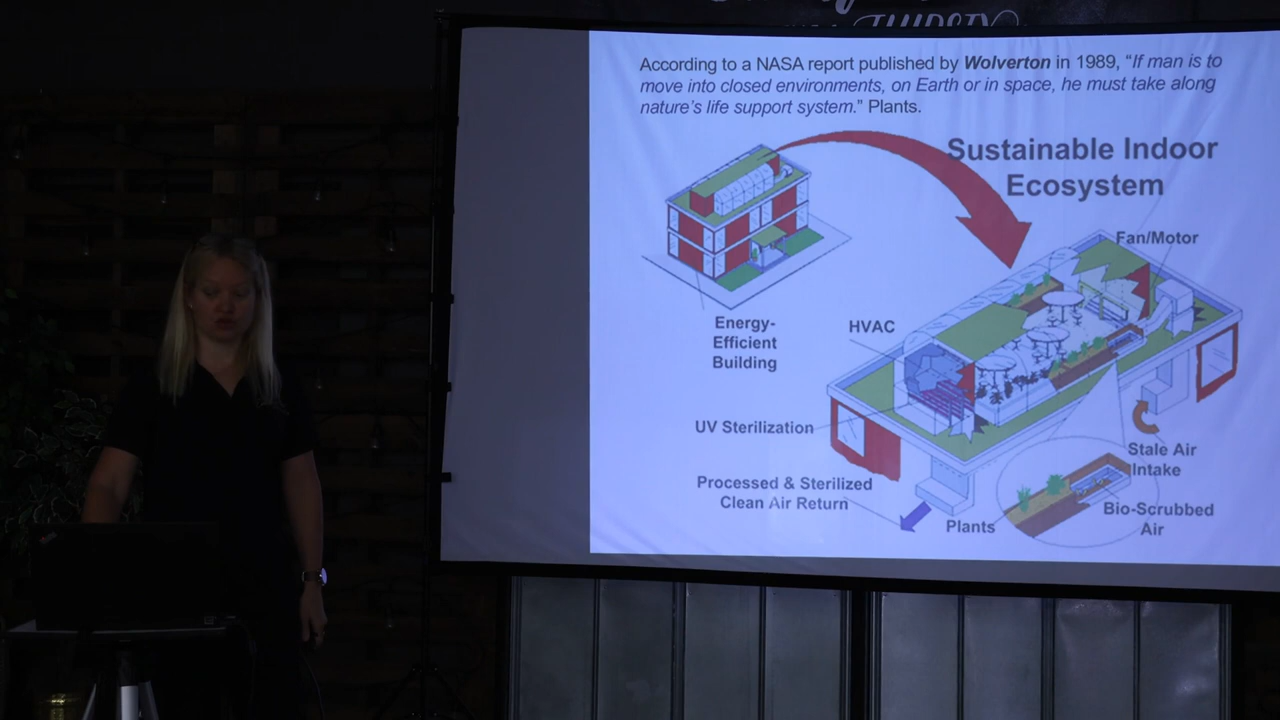 THIRSTY
According to a NASA report published by Wolverton in 1989, “If man is to
move into closed environments, on Earth or in space, he must take along
nature’s life support system.” Plants.
Sustainable Indoor
Ecosystem
Fan/Motor
Energy-
Efficient
Building
HVAC
UV Sterilization
Stale Air
Intake
Processed & Sterilized
Clean Air Return
Plants
Bio-Scrubbed
Air